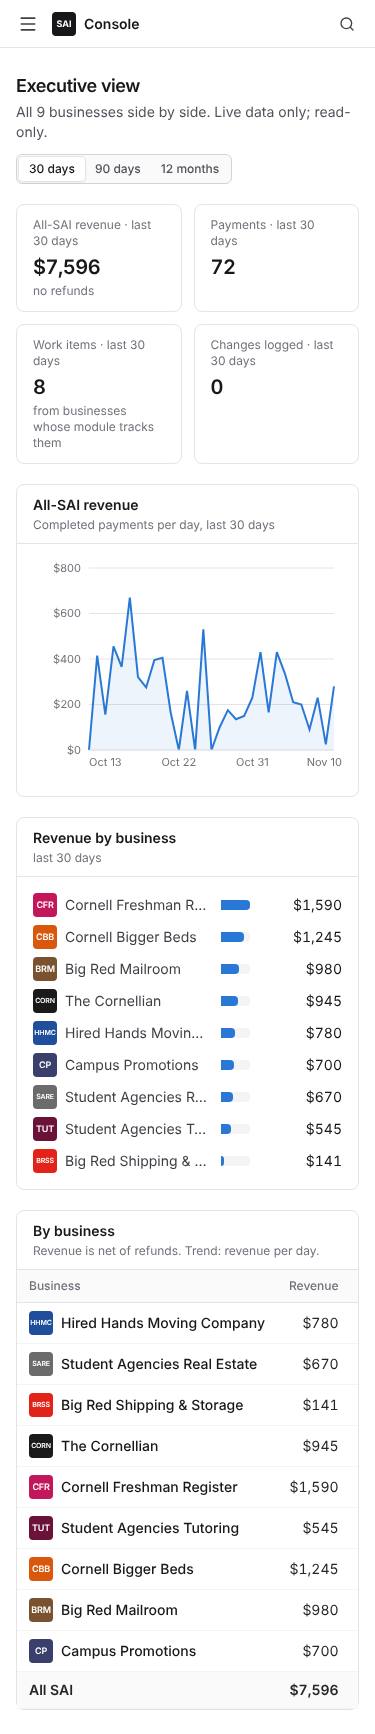 SAI Console
Executive view
All 9 businesses side by side. Live data only; read-
only.
30 days 90 days 12 months
All-SAI revenue · last
30 days
$7,596
no refunds
Payments · last 30
days
72
Work items · last 30
days
8
from businesses
whose module tracks
them
Changes logged · last
30 days
0
All-SAI revenue
Completed payments per day, last 30 days
$800
$600
$400
$200
$0
Oct 13 Oct 22 Oct 31 Nov 10
Revenue by business
last 30 days
CFR Cornell Freshman R... $1,590
CBB Cornell Bigger Beds $1,245
BRM Big Red Mailroom $980
CORN The Cornellian $945
HHMC Hired Hands Movin... $780
CP Campus Promotions $700
SARE Student Agencies R... $670
TUT Student Agencies T... $545
BRSS Big Red Shipping & ... $141
By business
Revenue is net of refunds. Trend: revenue per day.
Business Revenue
HHMC Hired Hands Moving Company $780
SARE Student Agencies Real Estate $670
BRSS Big Red Shipping & Storage $141
CORN The Cornellian $945
CFR Cornell Freshman Register $1,590
TUT Student Agencies Tutoring $545
CBB Cornell Bigger Beds $1,245
BRM Big Red Mailroom $980
CP Campus Promotions $700
All SAI $7,596